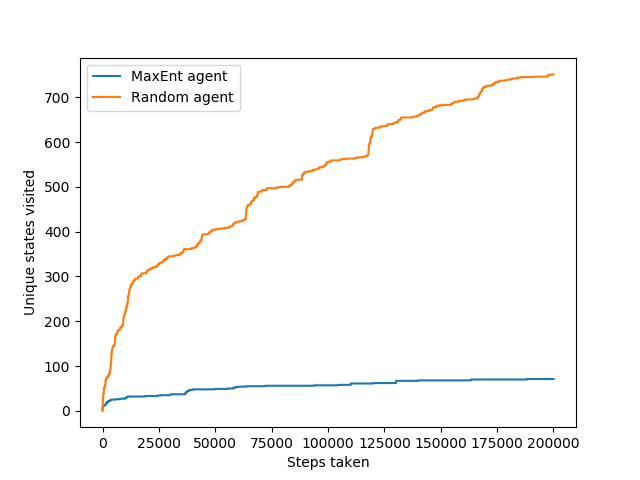 MaxEnt agent
Random agent
700
600
500
400
300
200
100
0
Unique states visited
0 25000 50000 75000 100000 125000 150000 175000 200000
Steps taken